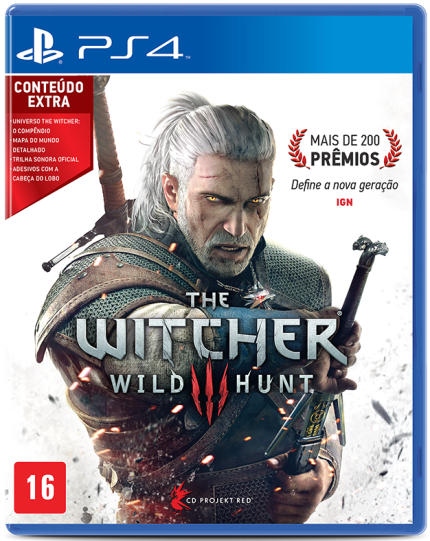 PS4
CONTEÚDO
EXTRA
• UNIVERSO THE WITCHER:
O COMPÊNDIO
• MAPA DO MUNDO
DETALHADO
• TRILHA SONORA OFICIAL
ADESIVOS COM A
CABEÇA DO LOBO
MAIS DE 200
PRÊMIOS
Define a nova geração
IGN
THE
WITCHER®
WILD HUNT
16
CD PROJEKT RED®